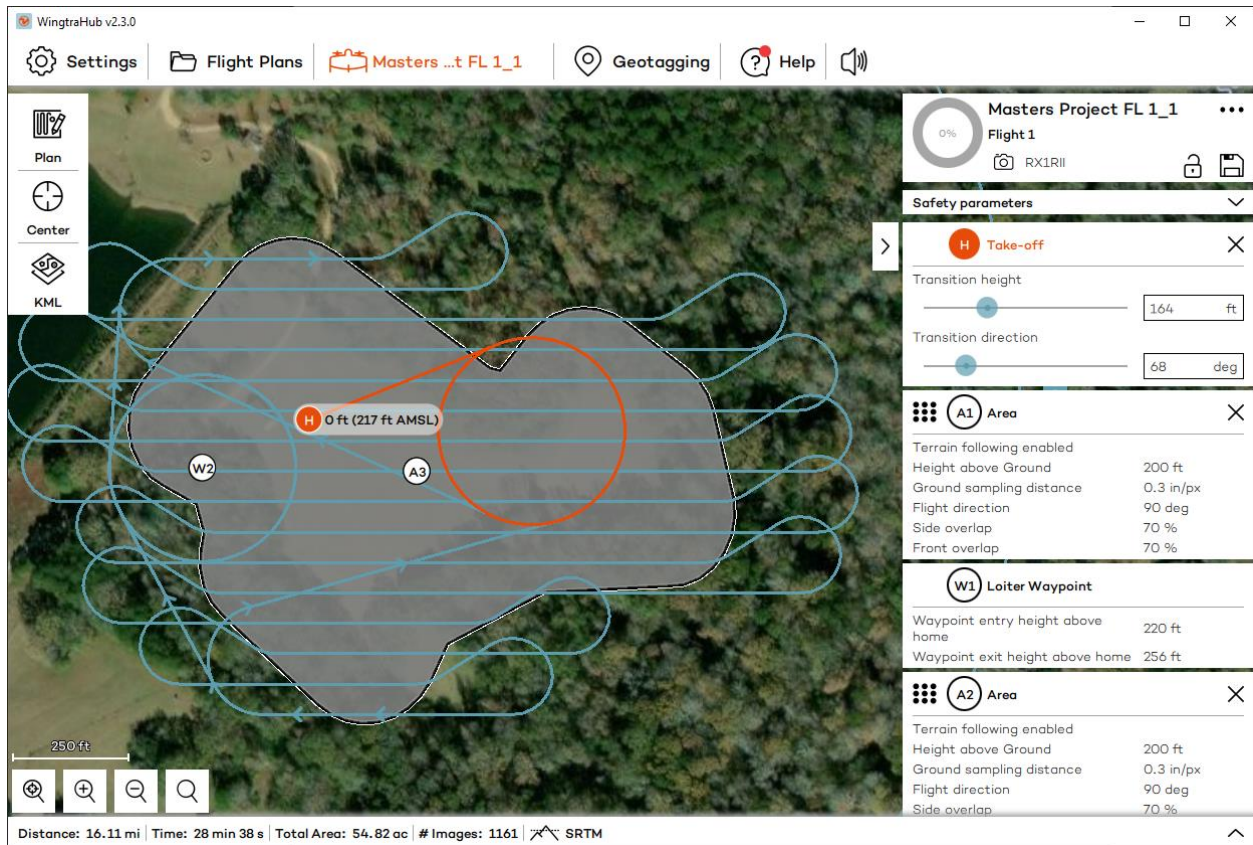 WingtraHub v2.3.0
Settings
Flight Plans
Masters ...t FL 1_1
Geotagging
Help
Plan
Center
KML
H 0 ft (217 ft AMSL)
W2
A3
250 ft
0%
Masters Project FL 1_1
Flight 1
RX1RII
Safety parameters
H Take-off
Transition height
164 ft
Transition direction
68 deg
A1 Area
Terrain following enabled
Height above Ground 200 ft
Ground sampling distance 0.3 in/px
Flight direction 90 deg
Side overlap 70 %
Front overlap 70 %
W1 Loiter Waypoint
Waypoint entry height above
home 220 ft
Waypoint exit height above home 256 ft
A2 Area
Terrain following enabled
Height above Ground 200 ft
Ground sampling distance 0.3 in/px
Flight direction 90 deg
Side overlap 70 %
Distance: 16.11 mi Time: 28 min 38 s Total Area: 54.82 ac # Images: 1161 SRTM